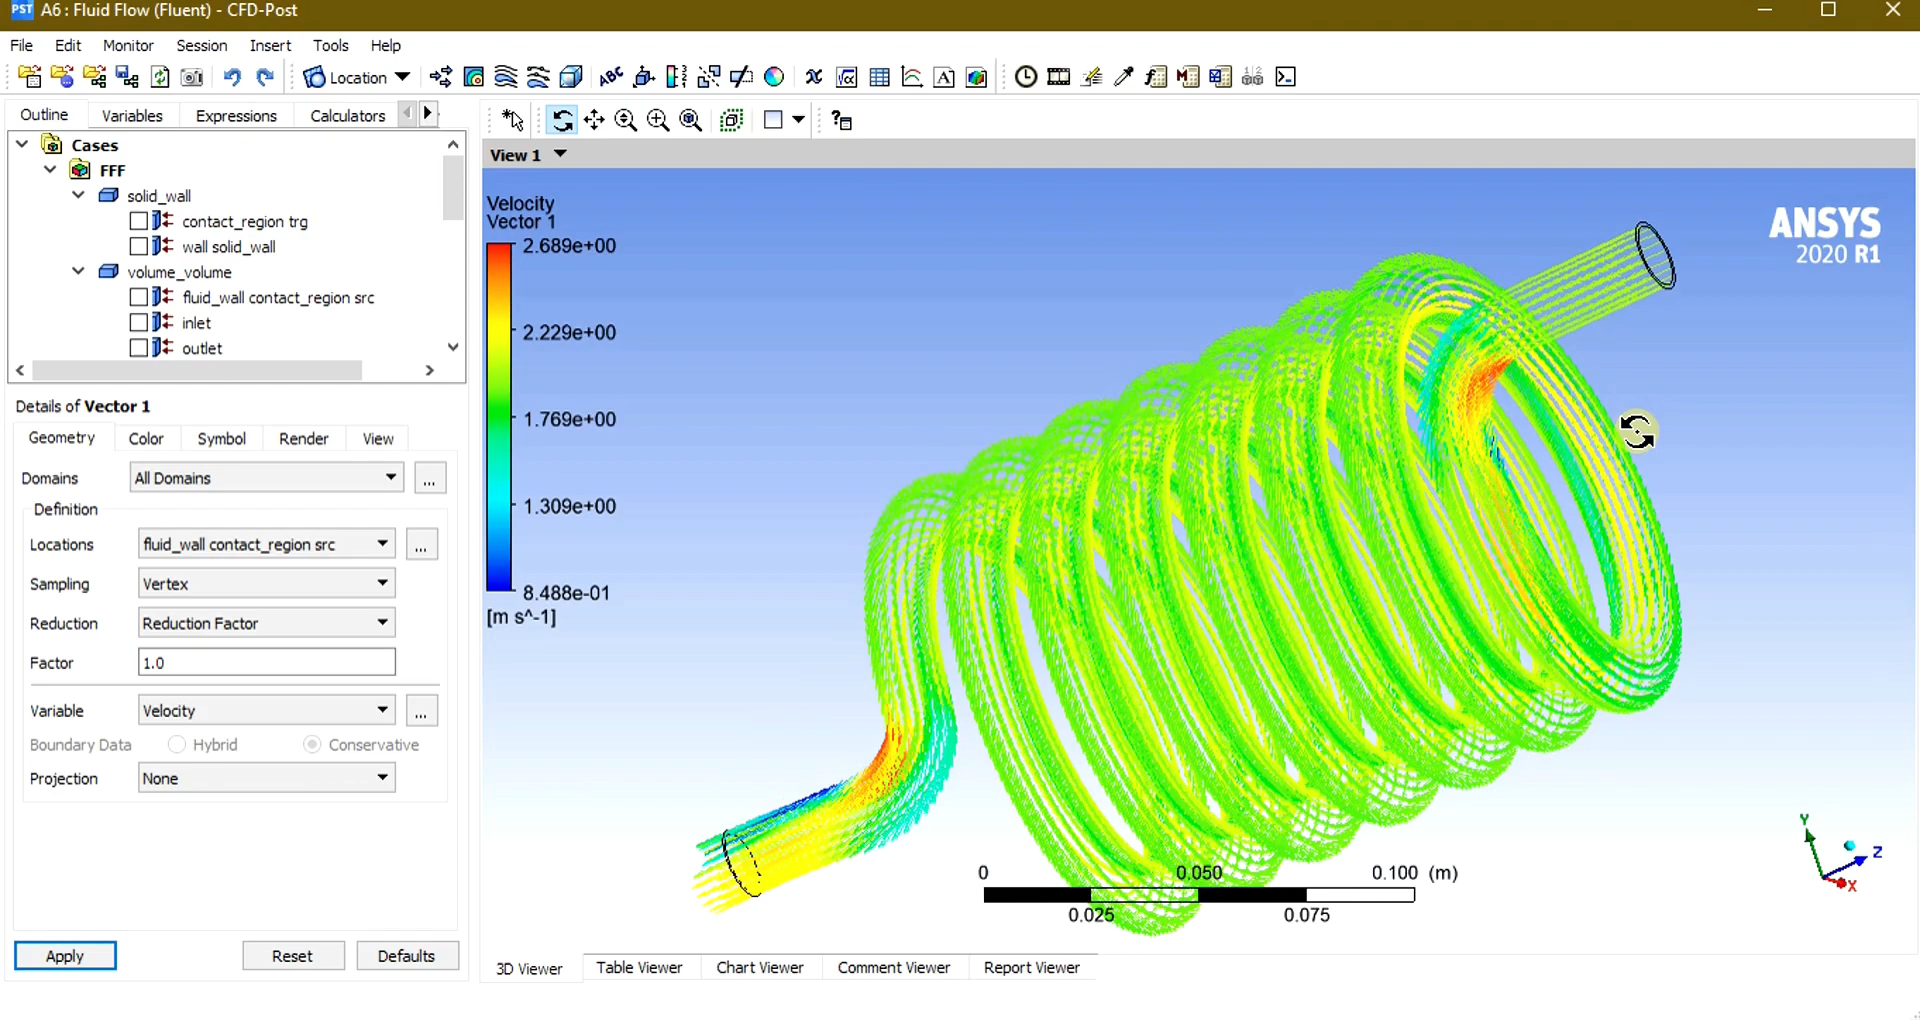 PST A6 : Fluid Flow (Fluent) - CFD-Post
File Edit Monitor Session Insert Tools Help
Location
Outline Variables Expressions Calculators
Cases
FFF
solid_wall
contact_region trg
wall solid_wall
volume_volume
fluid_wall contact_region src
inlet
outlet
Details of Vector 1
Geometry Color Symbol Render View
Domains All Domains ...
Definition
Locations fluid_wall contact_region src ...
Sampling Vertex
Reduction Reduction Factor
Factor 1.0
Variable Velocity ...
Boundary Data Hybrid Conservative
Projection None
Apply Reset Defaults
View 1
Velocity
Vector 1
2.689e+00
2.229e+00
1.769e+00
1.309e+00
8.488e-01
[m s^-1]
ANSYS
2020 R1
0 0.050 0.100 (m)
0.025 0.075
Y
Z
X
3D Viewer Table Viewer Chart Viewer Comment Viewer Report Viewer